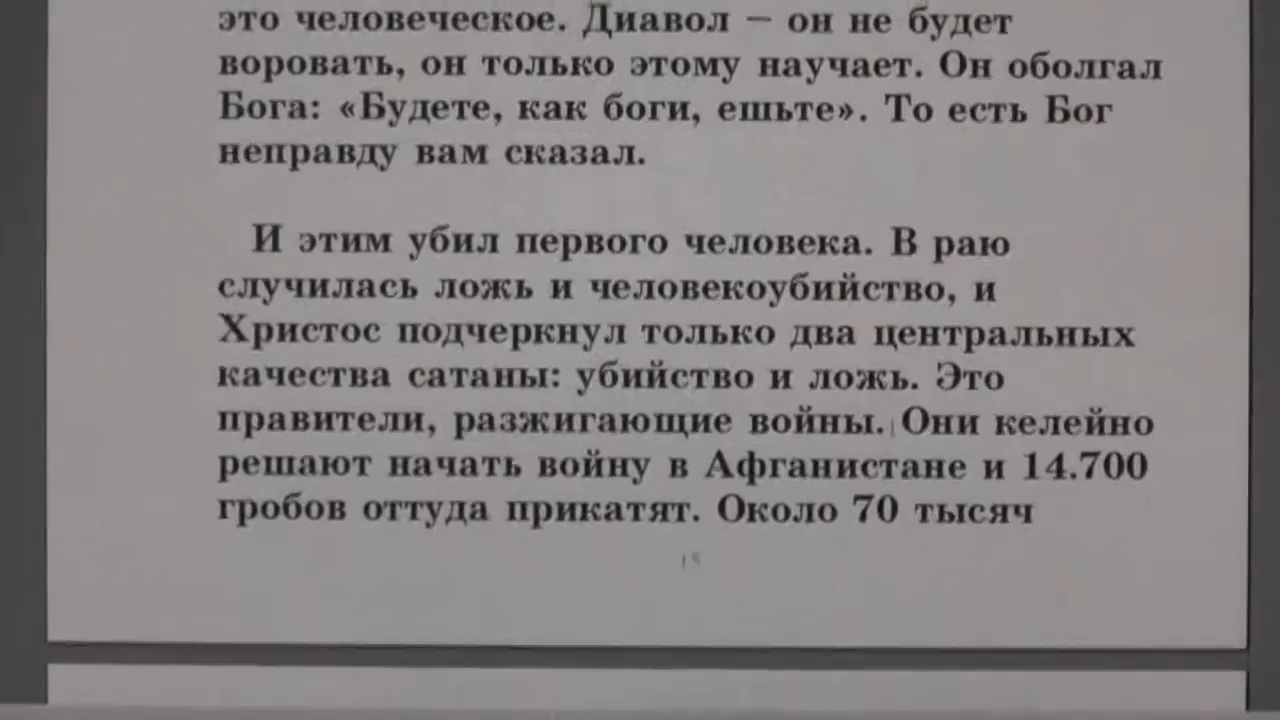 это человеческое. Диавол – он не будет
воровать, он только этому научает. Он оболгал
Бога: «Будете, как боги, ешьте». То есть Бог
неправду вам сказал.
И этим убил первого человека. В раю
случилась ложь и человекоубийство, и
Христос подчеркнул только два центральных
качества сатаны: убийство и ложь. Это
правители, разжигающие войны. Они келейно
решают начать войну в Афганистане и 14.700
гробов оттуда прикатят. Около 70 тысяч
15